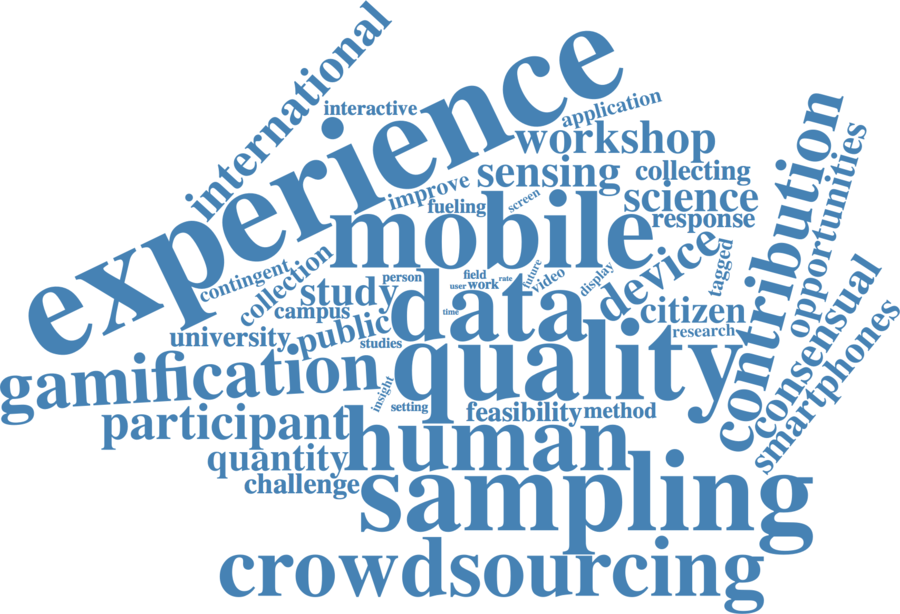 international
experience
interactive
application
workshop
improve
sensing
collecting
fueling
screen
science
response
mobile
contribution
opportunities
contingent
collection
device
tagged
person
field
future
user
work
rate
video
display
study
data
campus
time
citizen
university
public
studies
research
consensual
smartphones
gamification
quality
insight
setting
participant
feasibility
method
human
quantity
challenge
sampling
crowdsourcing